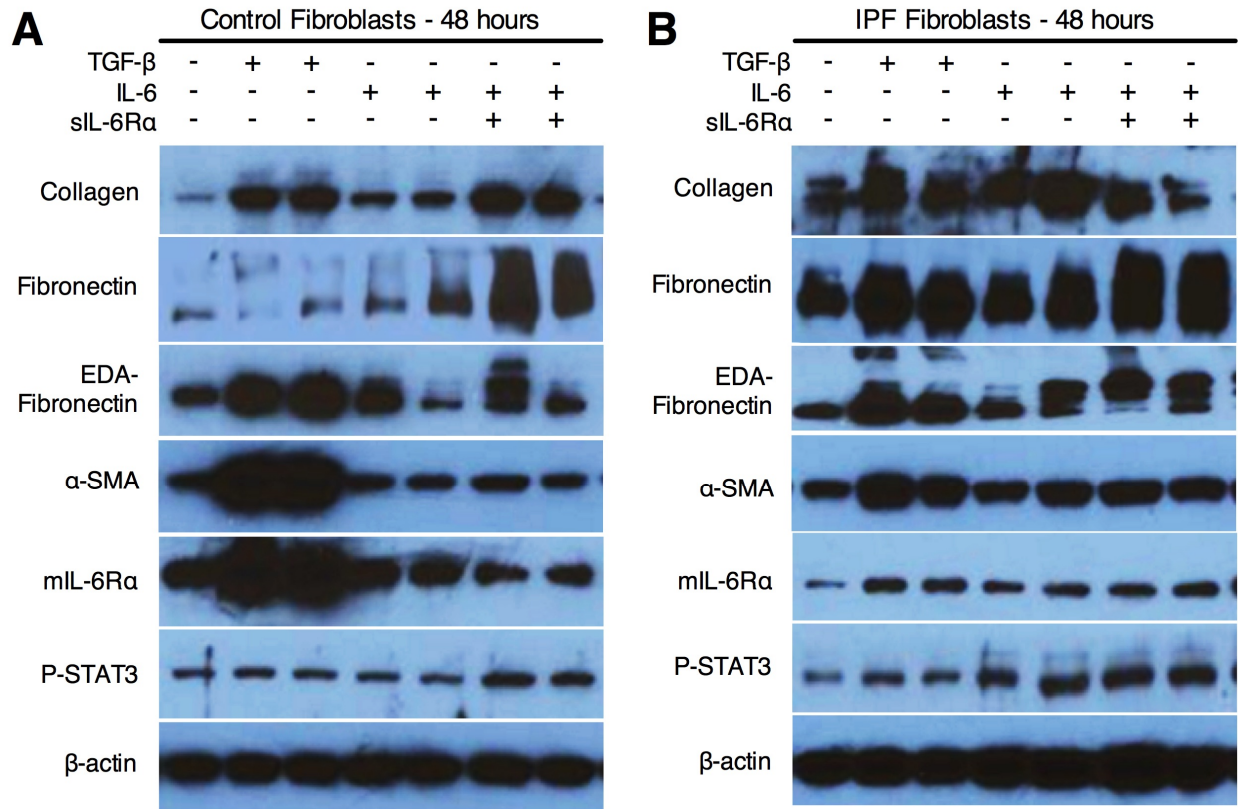 A
Control Fibroblasts - 48 hours
TGF-β - + + - - - -
IL-6 - - - + + + +
sIL-6Rα - - - - - + +
Collagen
Fibronectin
EDA-
Fibronectin
α-SMA
mIL-6Rα
P-STAT3
β-actin
B
IPF Fibroblasts - 48 hours
TGF-β - + + - - - -
IL-6 - - - + + + +
sIL-6Rα - - - - - + +
Collagen
Fibronectin
EDA-
Fibronectin
α-SMA
mIL-6Rα
P-STAT3
β-actin